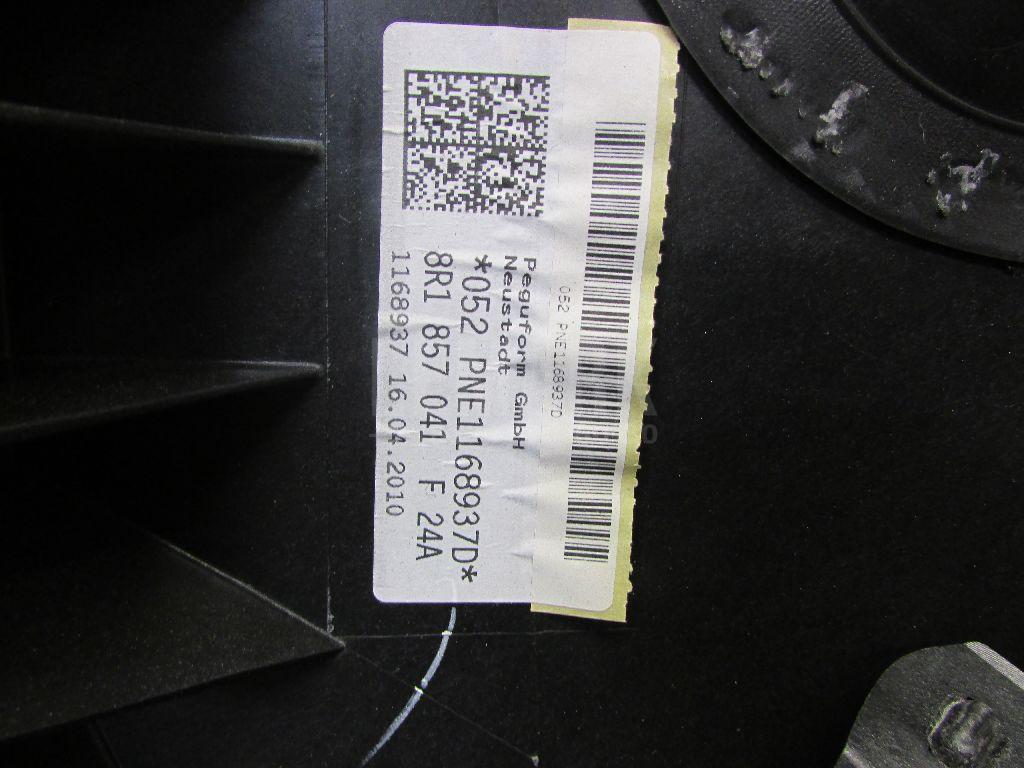 052 PNE1168937D
Peguform GmbH
Neustadt
*052 PNE1168937D*
8R1 857 041 F 24A
1168937 16.04.2010